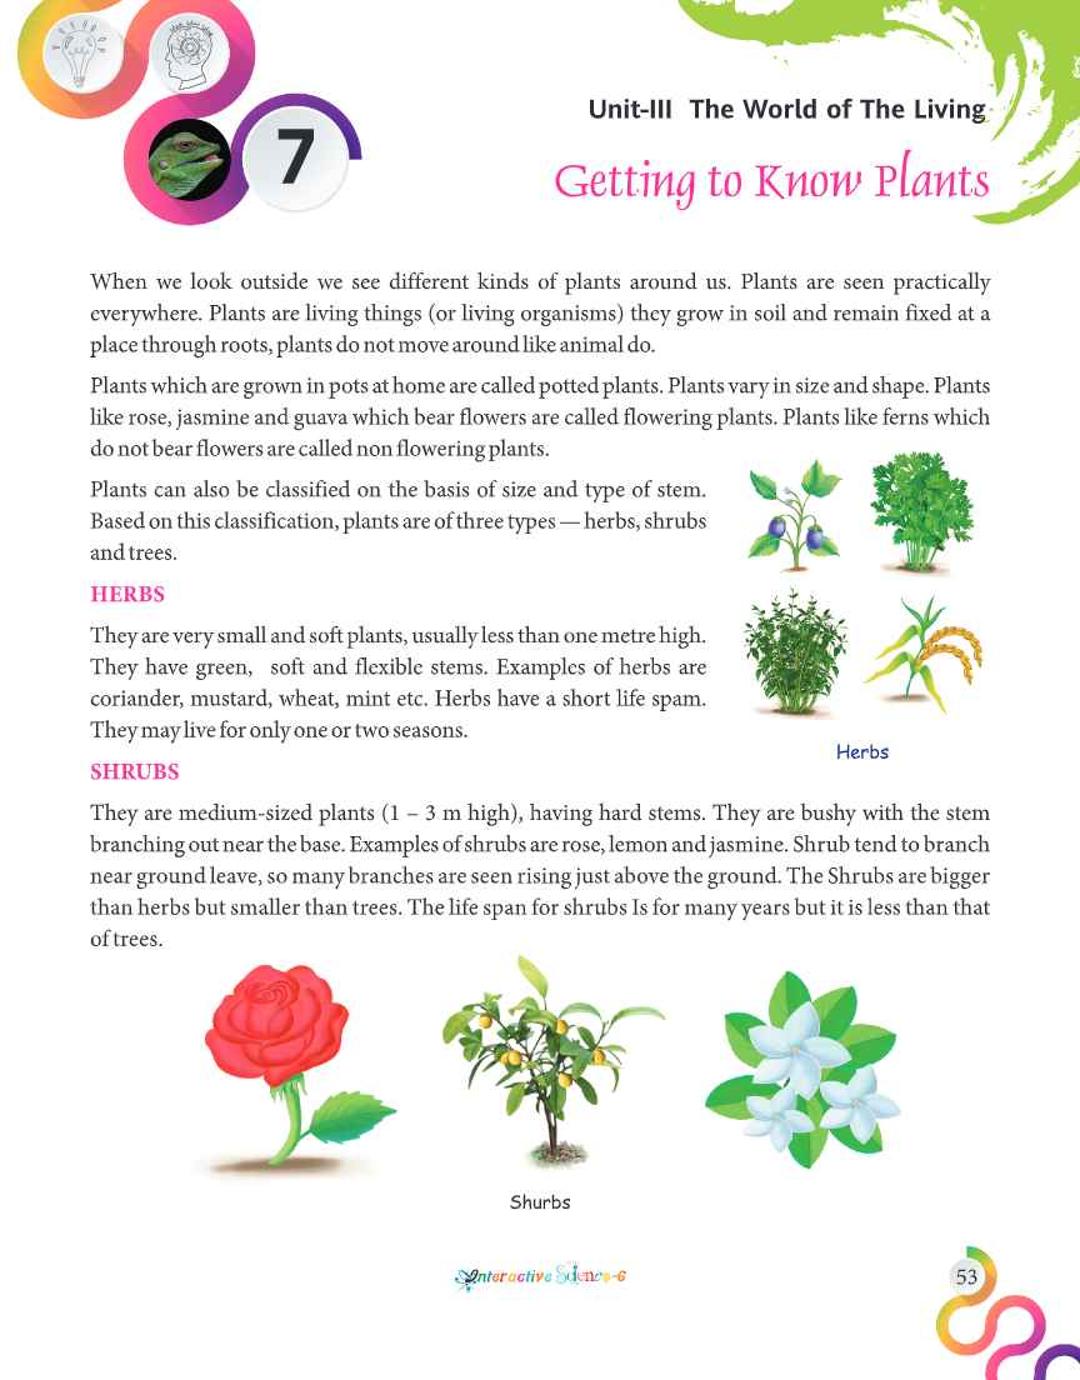 7
Unit-III The World of The Living
Getting to Know Plants
When we look outside we see different kinds of plants around us. Plants are seen practically
everywhere. Plants are living things (or living organisms) they grow in soil and remain fixed at a
place through roots, plants do not move around like animal do.
Plants which are grown in pots at home are called potted plants. Plants vary in size and shape. Plants
like rose, jasmine and guava which bear flowers are called flowering plants. Plants like ferns which
do not bear flowers are called non flowering plants.
Plants can also be classified on the basis of size and type of stem.
Based on this classification, plants are of three types — herbs, shrubs
and trees.
HERBS
They are very small and soft plants, usually less than one metre high.
They have green, soft and flexible stems. Examples of herbs are
coriander, mustard, wheat, mint etc. Herbs have a short life spam.
They may live for only one or two seasons.
Herbs
SHRUBS
They are medium-sized plants (1 – 3 m high), having hard stems. They are bushy with the stem
branching out near the base. Examples of shrubs are rose, lemon and jasmine. Shrub tend to branch
near ground leave, so many branches are seen rising just above the ground. The Shrubs are bigger
than herbs but smaller than trees. The life span for shrubs Is for many years but it is less than that
of trees.
Shurbs
Interactive Science-6
53